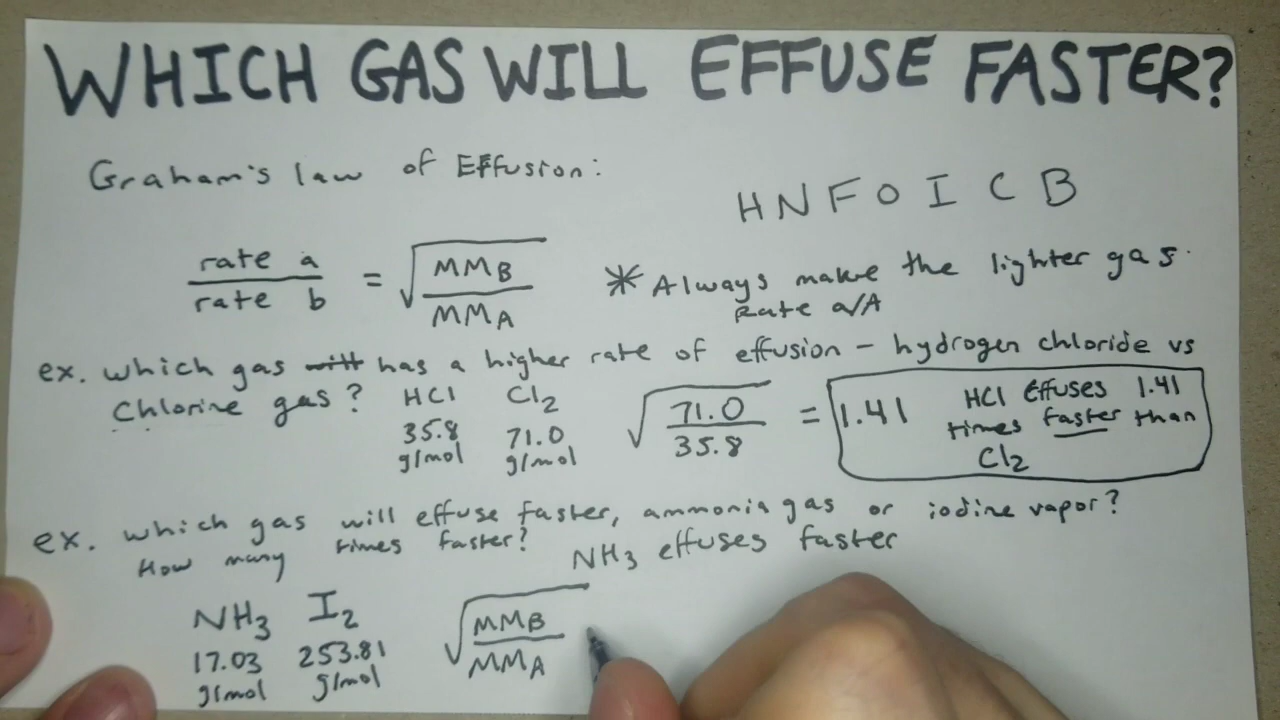 WHICH GAS WILL EFFUSE FASTER?
Graham's law of Effusion:
H N F O I C B
rate a
rate b
= √
MMB
MMA
* Always make the lighter gas
Rate a/A
ex. which gas will has a higher rate of effusion - hydrogen chloride vs
Chlorine gas?
HCl Cl2
35.8 71.0
g/mol g/mol
√
71.0
35.8
= 1.41
HCl Effuses 1.41
times faster than
Cl2
ex. which gas will effuse faster, ammonia gas or iodine vapor?
How many times faster?
NH3 effuses faster
NH3 I2
17.03 253.81
g/mol g/mol
√
MMB
MMA